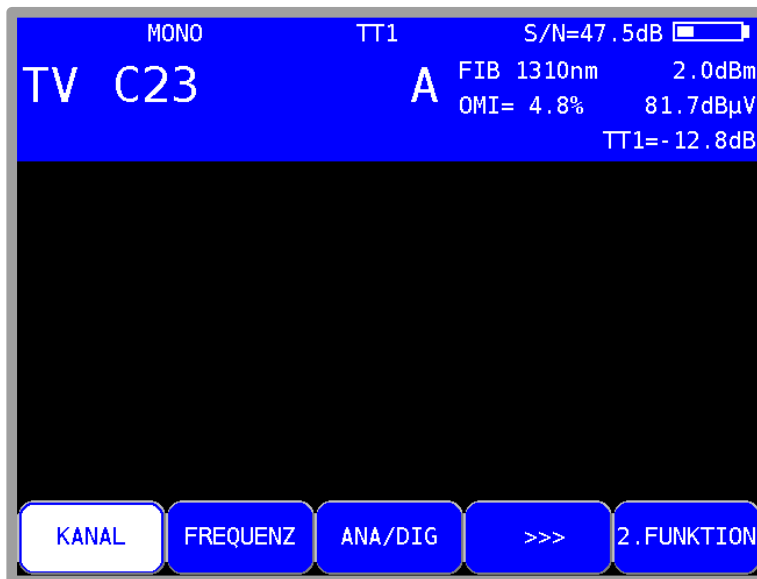 MONO TT1 S/N=47.5dB
TV C23 A FIB 1310nm 2.0dBm
OMI= 4.8% 81.7dBµV
TT1=-12.8dB
KANAL FREQUENZ ANA/DIG >>> 2.FUNKTION